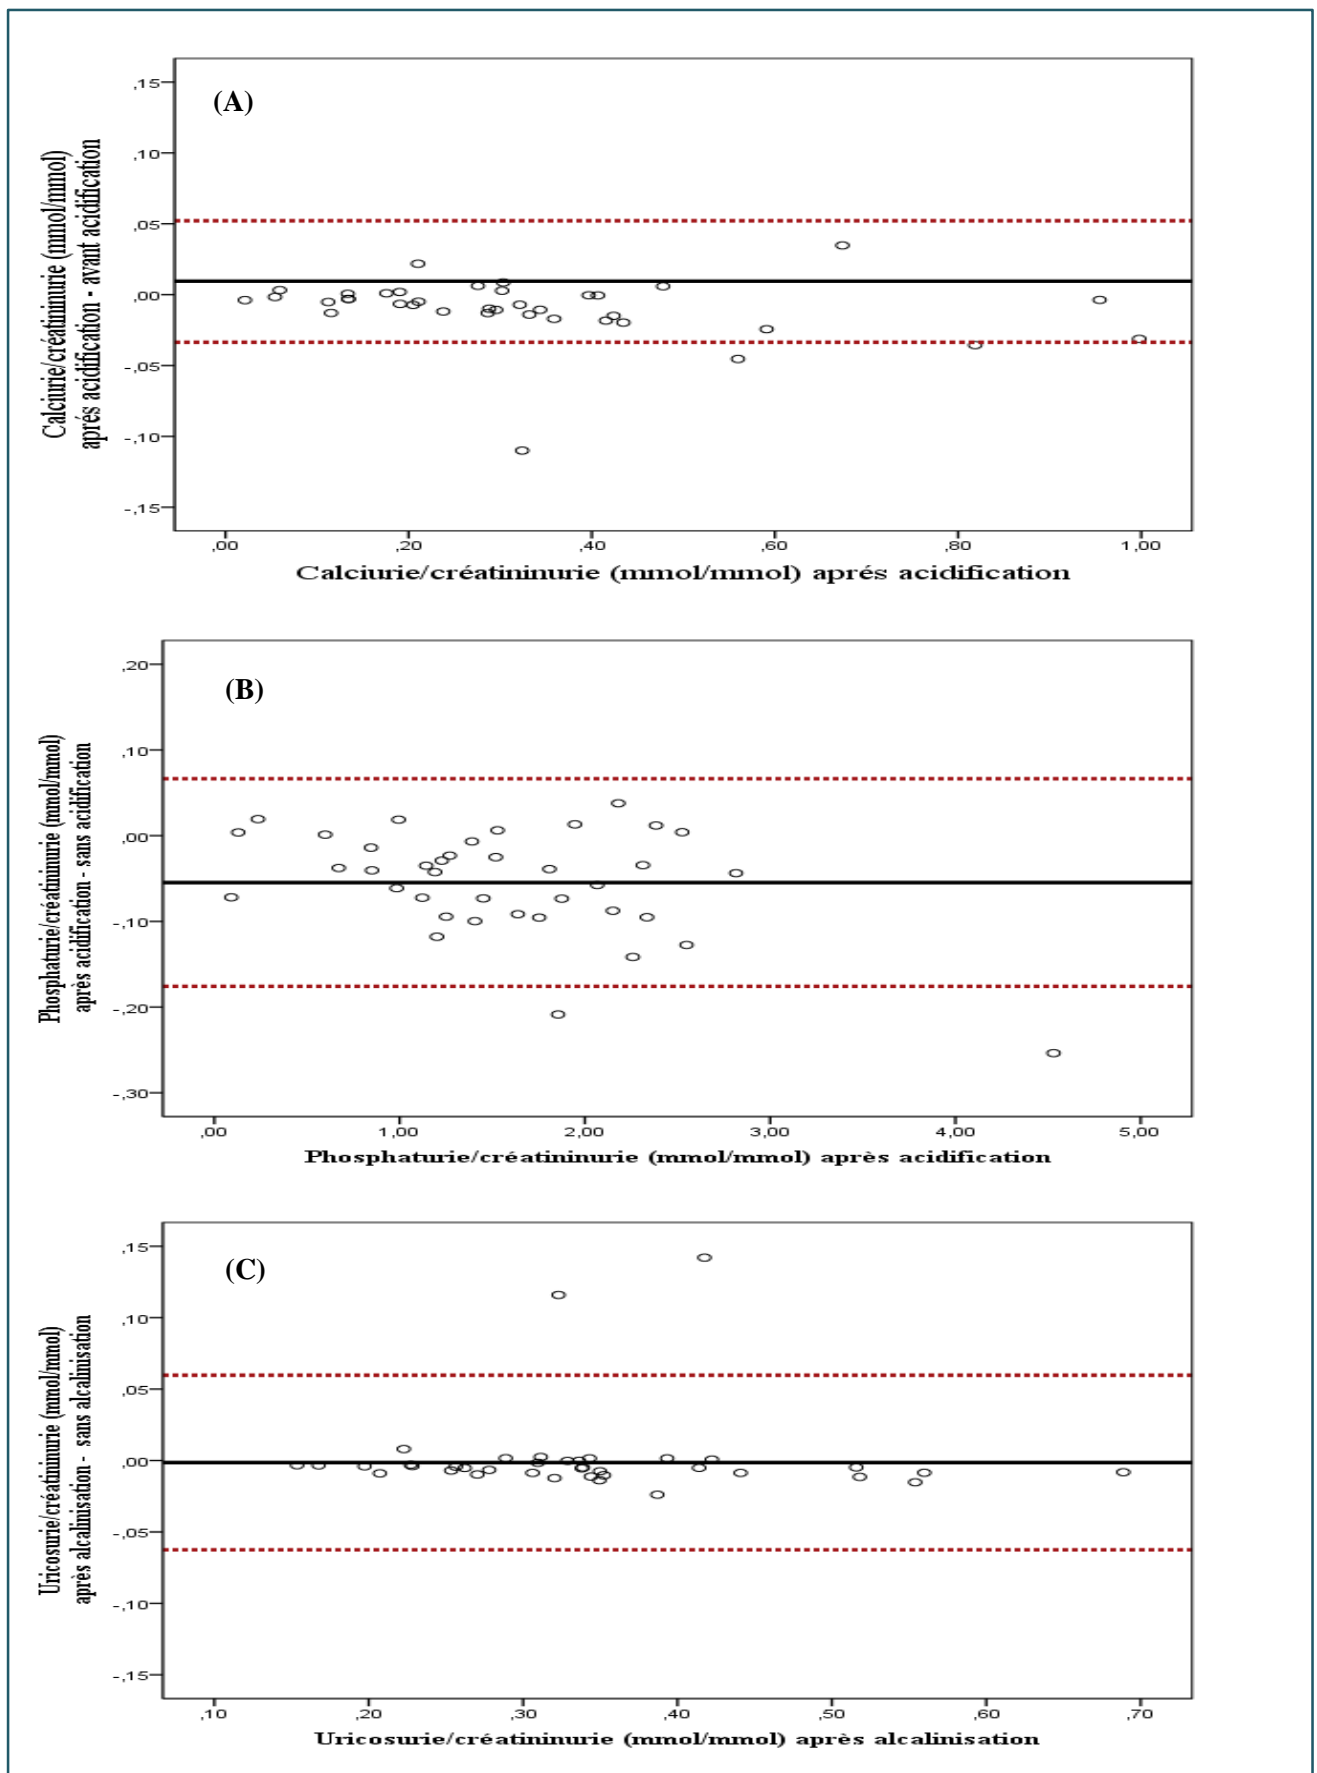 (A)
,15
,10
,05
,00
-,05
-,10
-,15
Calciurie/créatininurie (mmol/mmol)
aprés acidification - avant acidification
,00 ,20 ,40 ,60 ,80 1,00
Calciurie/créatininurie (mmol/mmol) aprés acidification
(B)
,20
,10
,00
-,10
-,20
-,30
Phosphaturie/créatininurie (mmol/mmol)
après acidification - sans acidification
,00 1,00 2,00 3,00 4,00 5,00
Phosphaturie/créatininurie (mmol/mmol) après acidification
(C)
,15
,10
,05
,00
-,05
-,10
-,15
Uricosurie/créatininurie (mmol/mmol)
après alcalinisation - sans alcalinisation
,10 ,20 ,30 ,40 ,50 ,60 ,70
Uricosurie/créatininurie (mmol/mmol) après alcalinisation